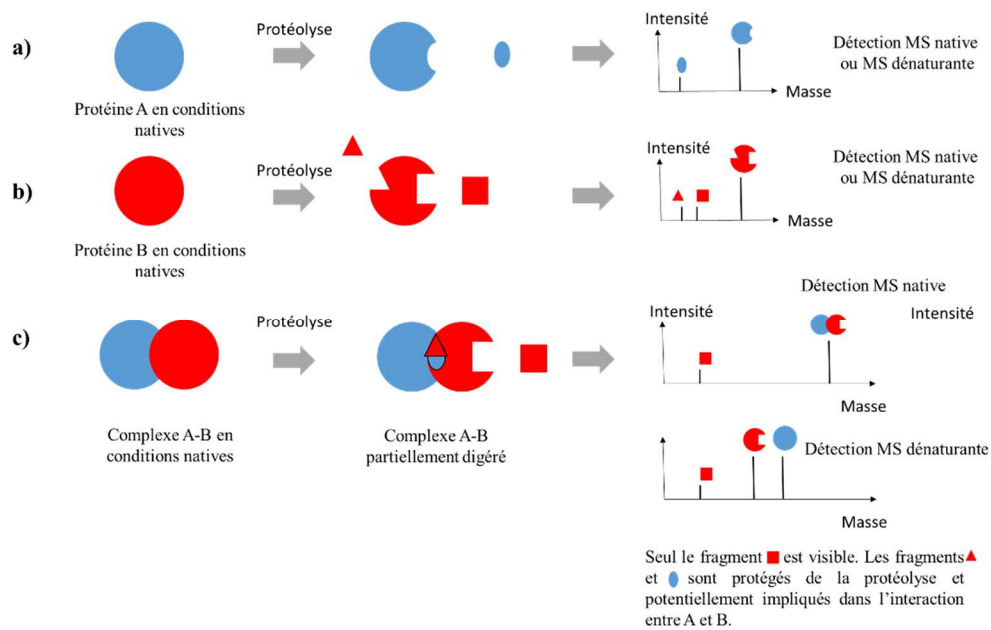 a)
Protéolyse
Intensité
Masse
Détection MS native
ou MS dénaturante
Protéine A en conditions
natives
b)
Protéolyse
Intensité
Masse
Détection MS native
ou MS dénaturante
Protéine B en conditions
natives
c)
Protéolyse
Détection MS native
Intensité
Intensité
Masse
Complexe A-B en
conditions natives
Complexe A-B
partiellement digéré
Détection MS dénaturante
Masse
Seul le fragment est visible. Les fragments
et sont protégés de la protéolyse et
potentiellement impliqués dans l’interaction
entre A et B.